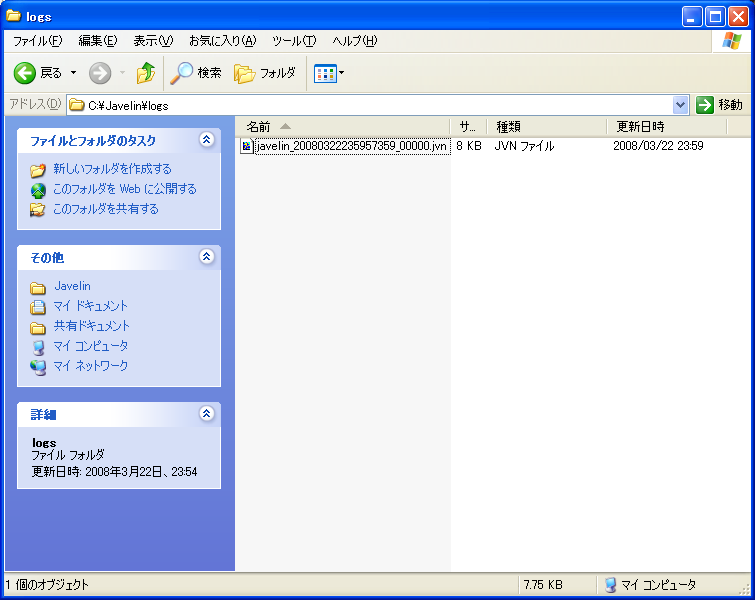 logs
ファイル(F) 編集(E) 表示(V) お気に入り(A) ツール(T) ヘルプ(H)
戻る 検索 フォルダ
アドレス(D) C:¥Javelin¥logs 移動
ファイルとフォルダのタスク
新しいフォルダを作成する
このフォルダを Web に公開する
このフォルダを共有する
その他
Javelin
マイ ドキュメント
共有ドキュメント
マイ コンピュータ
マイ ネットワーク
詳細
logs
ファイル フォルダ
更新日時: 2008年3月22日、23:54
名前 サ... 種類 更新日時
javelin_20080322235957359_00000.jvn 8 KB JVN ファイル 2008/03/22 23:59
1 個のオブジェクト 7.75 KB マイ コンピュータ